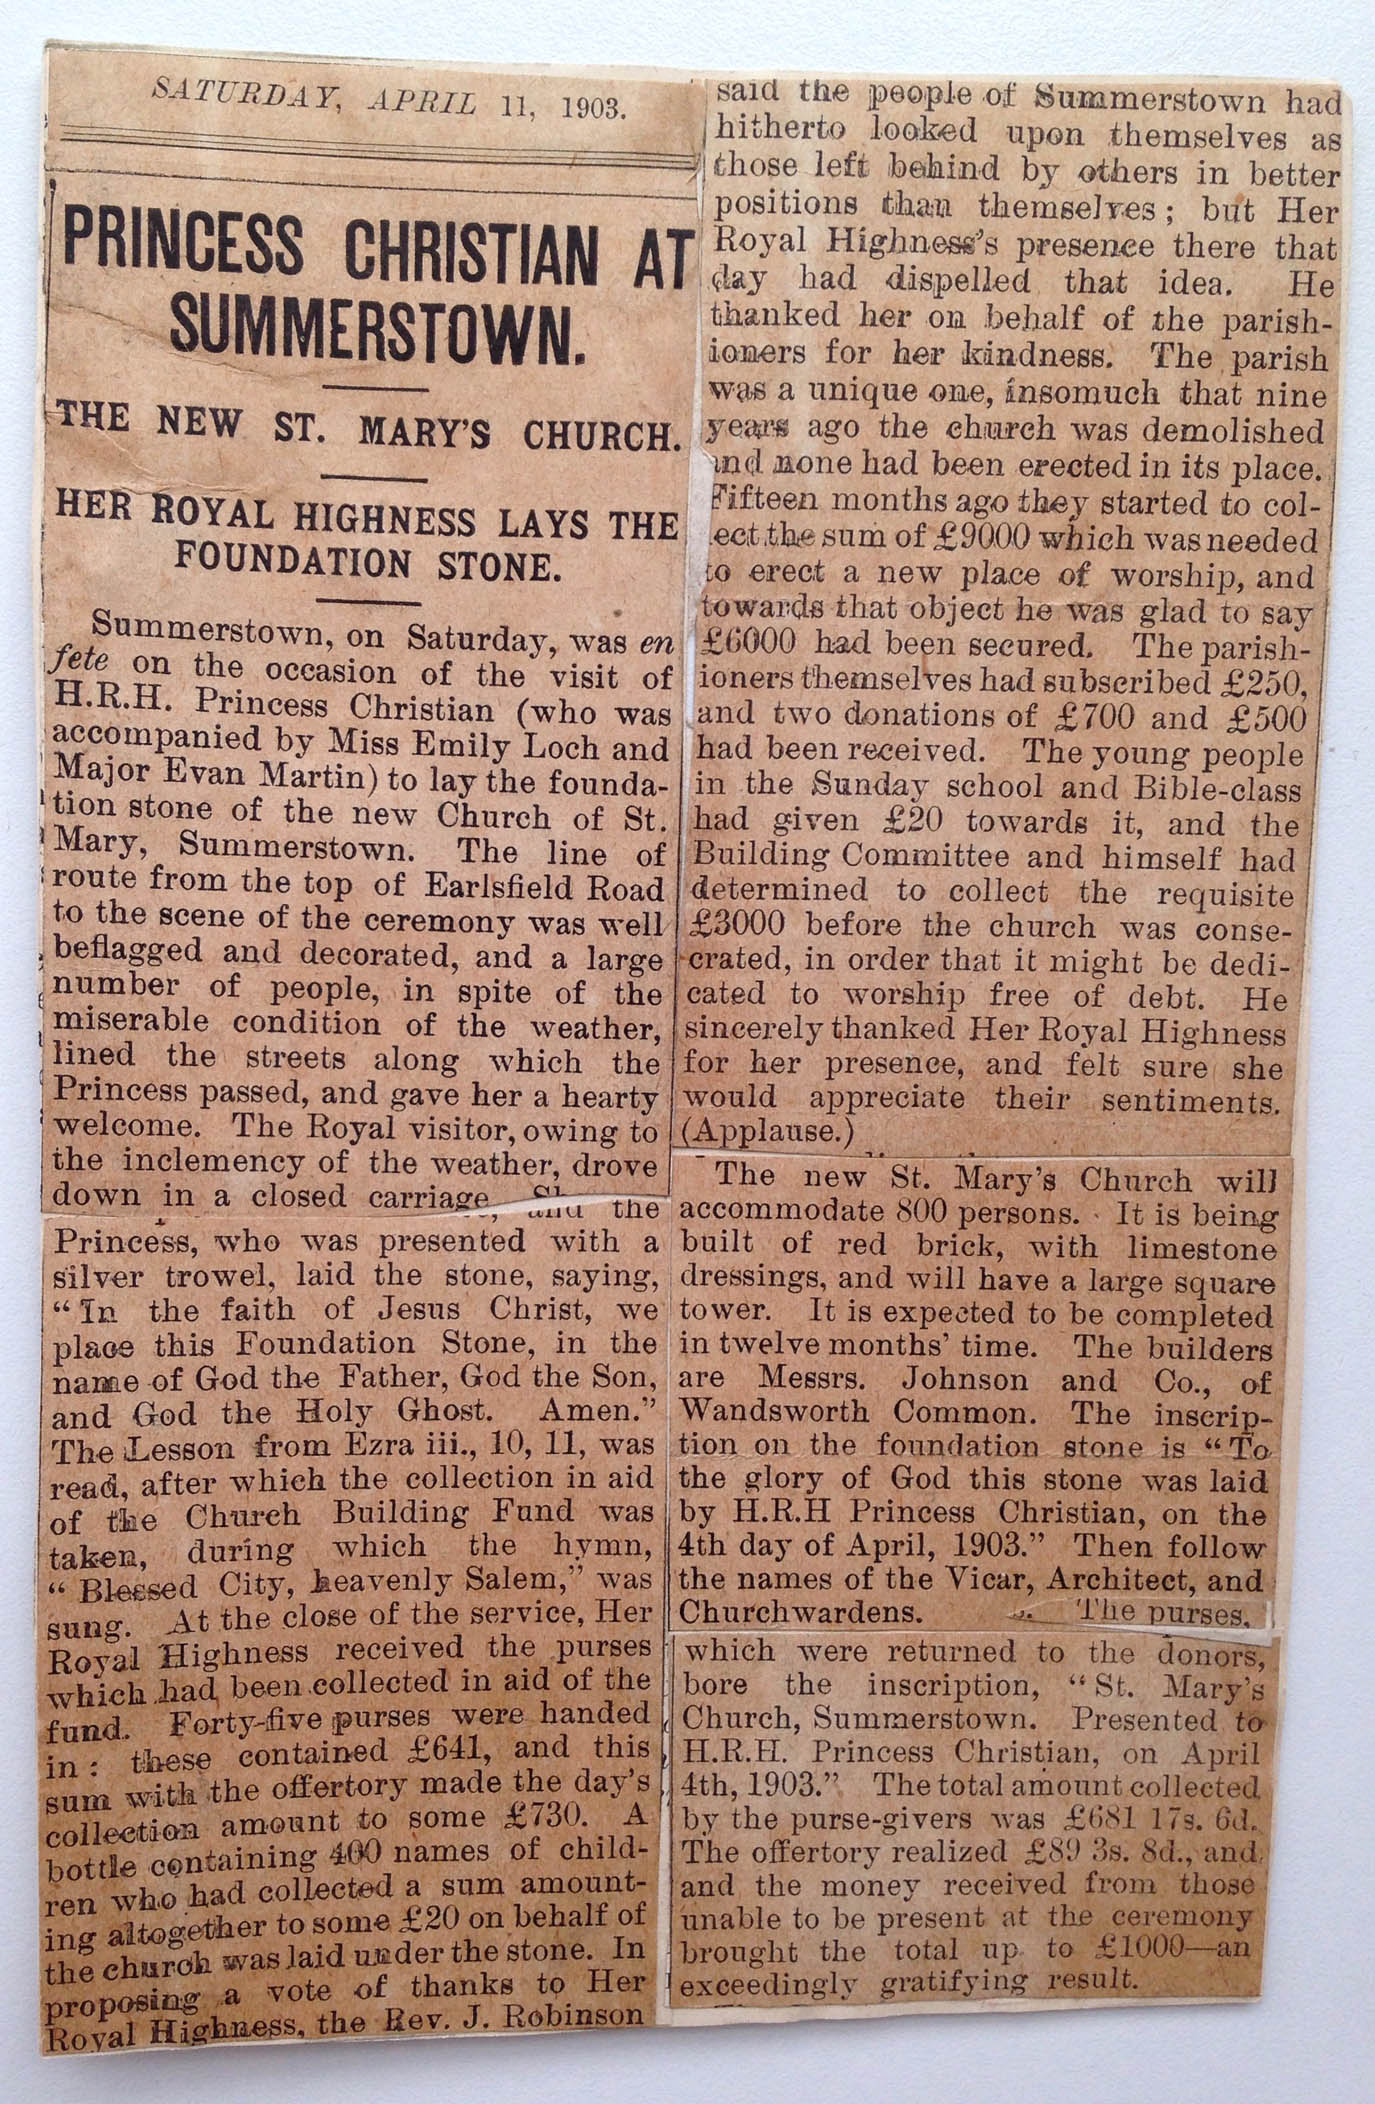 SATURDAY, APRIL 11, 1903.
PRINCESS CHRISTIAN AT
SUMMERSTOWN.
THE NEW ST. MARY'S CHURCH.
HER ROYAL HIGHNESS LAYS THE
FOUNDATION STONE.
Summerstown, on Saturday, was en
fete on the occasion of the visit of
H.R.H. Princess Christian (who was
accompanied by Miss Emily Loch and
Major Evan Martin) to lay the founda-
tion stone of the new Church of St.
Mary, Summerstown. The line of
route from the top of Earlsfield Road
to the scene of the ceremony was well
beflagged and decorated, and a large
number of people, in spite of the
miserable condition of the weather,
lined the streets along which the
Princess passed, and gave her a hearty
welcome. The Royal visitor, owing to
the inclemency of the weather, drove
down in a closed carriage.
and the
Princess, who was presented with a
silver trowel, laid the stone, saying,
“In the faith of Jesus Christ, we
place this Foundation Stone, in the
name of God the Father, God the Son,
and God the Holy Ghost. Amen.”
The Lesson from Ezra iii., 10, 11, was
read, after which the collection in aid
of the Church Building Fund was
taken, during which the hymn,
“Blessed City, heavenly Salem,” was
sung. At the close of the service, Her
Royal Highness received the purses
which had been collected in aid of the
fund. Forty-five purses were handed
in: these contained £641, and this
sum with the offertory made the day's
collection amount to some £730. A
bottle containing 400 names of child-
ren who had collected a sum amount-
ing altogether to some £20 on behalf of
the church was laid under the stone. In
proposing a vote of thanks to Her
Royal Highness, the Rev. J. Robinson
said the people of Summerstown had
hitherto looked upon themselves as
those left behind by others in better
positions than themselves; but Her
Royal Highness's presence there that
day had dispelled that idea. He
thanked her on behalf of the parish-
ioners for her kindness. The parish
was a unique one, insomuch that nine
years ago the church was demolished
and none had been erected in its place.
Fifteen months ago they started to col-
lect the sum of £9000 which was needed
to erect a new place of worship, and
towards that object he was glad to say
£6000 had been secured. The parish-
ioners themselves had subscribed £250,
and two donations of £700 and £500
had been received. The young people
in the Sunday school and Bible-class
had given £20 towards it, and the
Building Committee and himself had
determined to collect the requisite
£3000 before the church was conse-
crated, in order that it might be dedi-
cated to worship free of debt. He
sincerely thanked Her Royal Highness
for her presence, and felt sure she
would appreciate their sentiments.
(Applause.)
The new St. Mary's Church will
accommodate 800 persons. It is being
built of red brick, with limestone
dressings, and will have a large square
tower. It is expected to be completed
in twelve months' time. The builders
are Messrs. Johnson and Co., of
Wandsworth Common. The inscrip-
tion on the foundation stone is “To
the glory of God this stone was laid
by H.R.H Princess Christian, on the
4th day of April, 1903.” Then follow
the names of the Vicar, Architect, and
Churchwardens. The purses,
which were returned to the donors,
bore the inscription, “St. Mary's
Church, Summerstown. Presented to
H.R.H. Princess Christian, on April
4th, 1903.” The total amount collected
by the purse-givers was £681 17s. 6d.
The offertory realized £89 3s. 8d., and
and the money received from those
unable to be present at the ceremony
brought the total up to £1000—an
exceedingly gratifying result.